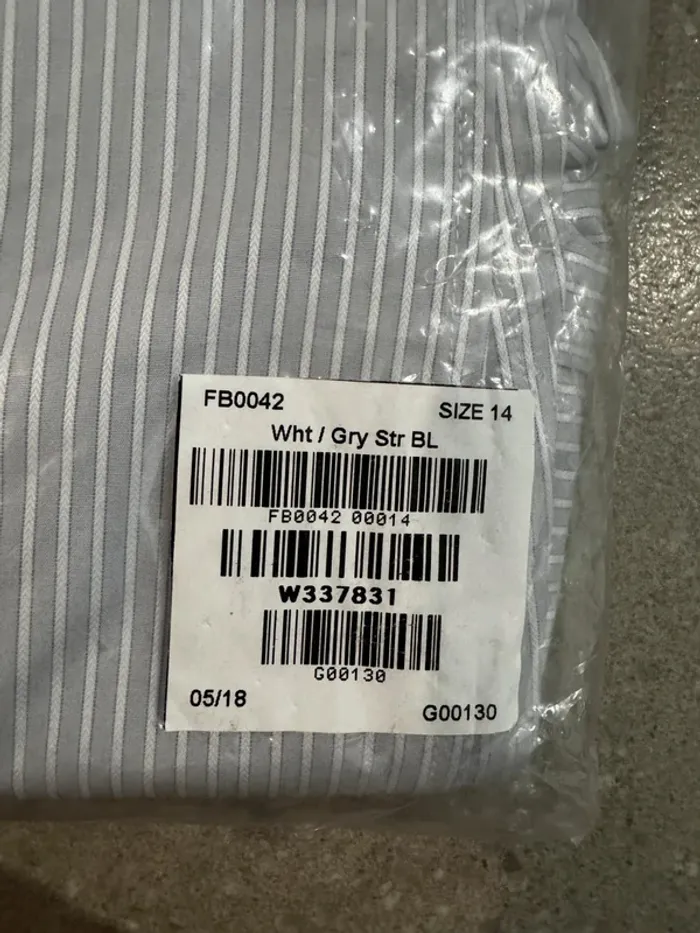 FB0042 SIZE 14
Wht / Gry Str BL
FB0042 00014
W337831
G00130
05/18 G00130